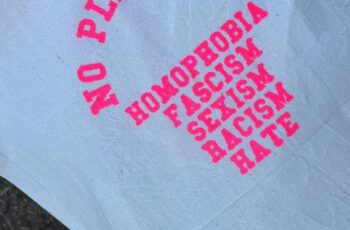 NO
HOMOPHOBIA
FASCISM
SEXISM
RACISM
HATE